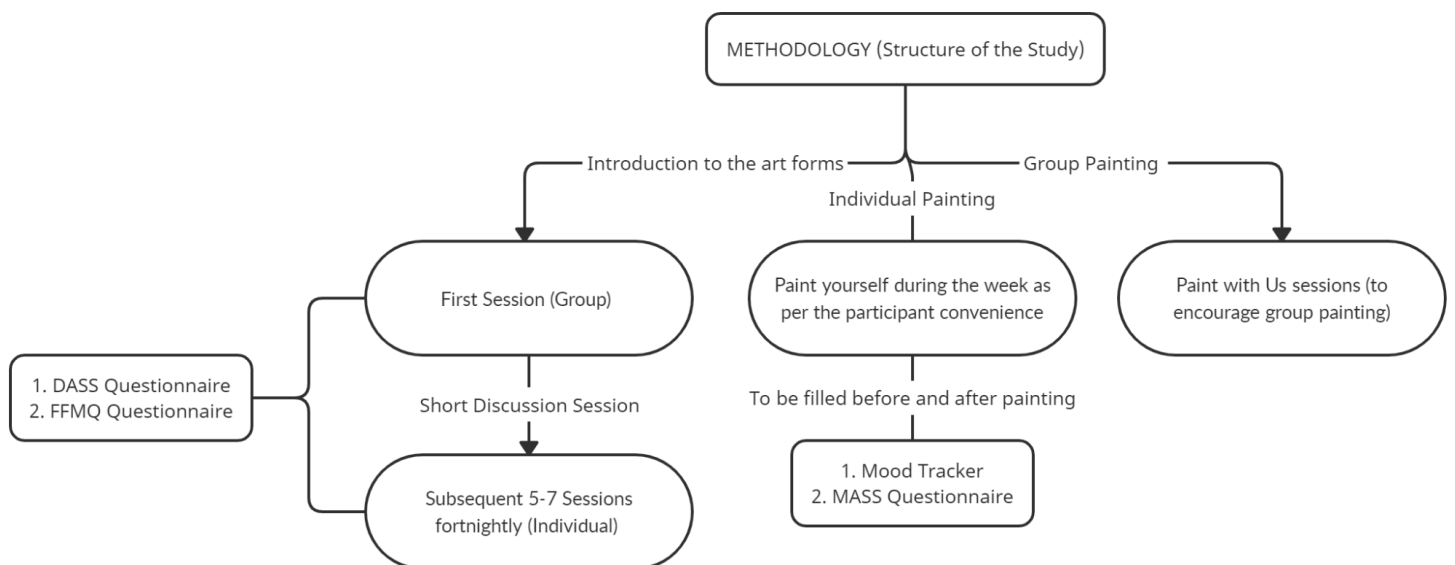 METHODOLOGY (Structure of the Study)
Introduction to the art forms
Group Painting
Individual Painting
First Session (Group)
Paint yourself during the week as
per the participant convenience
Paint with Us sessions (to
encourage group painting)
1. DASS Questionnaire
2. FFMQ Questionnaire
Short Discussion Session
To be filled before and after painting
1. Mood Tracker
2. MASS Questionnaire
Subsequent 5-7 Sessions
fortnightly (Individual)